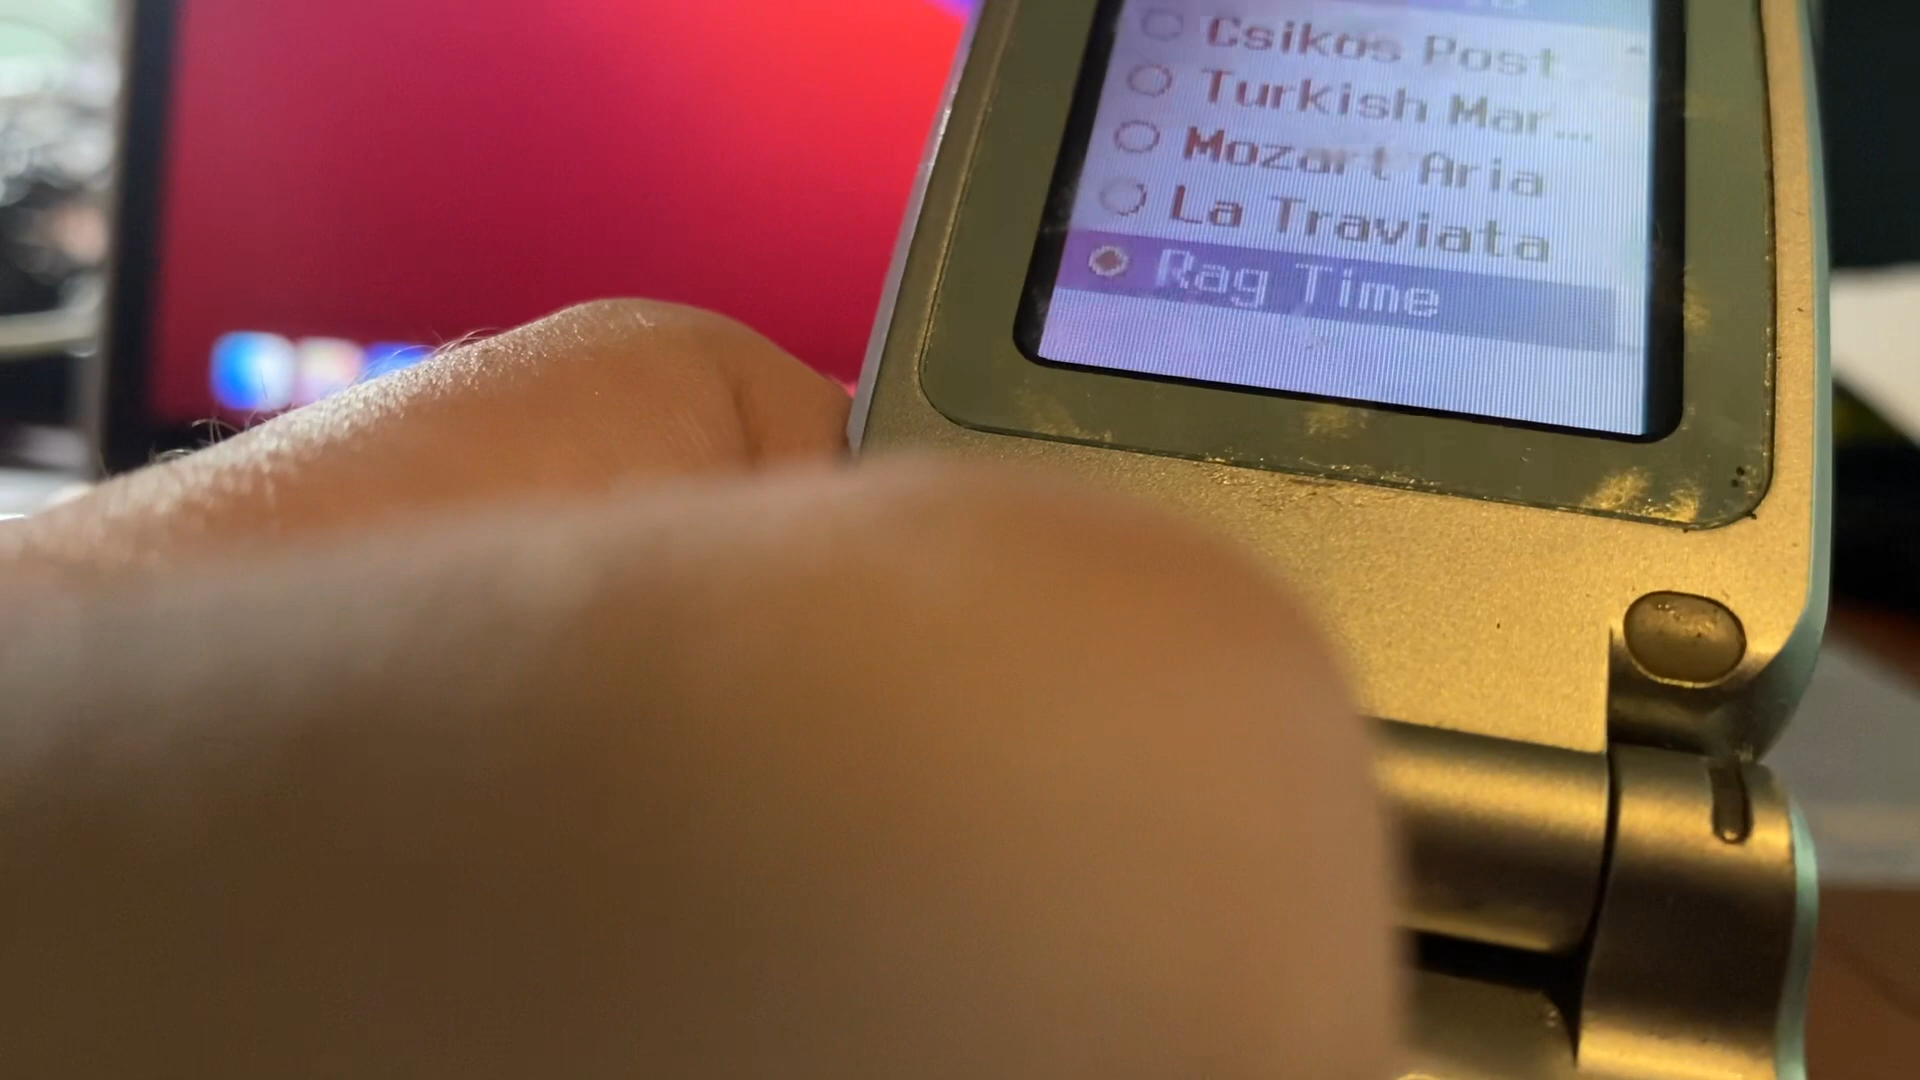 Csikos Post
Turkish Mar...
Mozart Aria
La Traviata
Rag Time